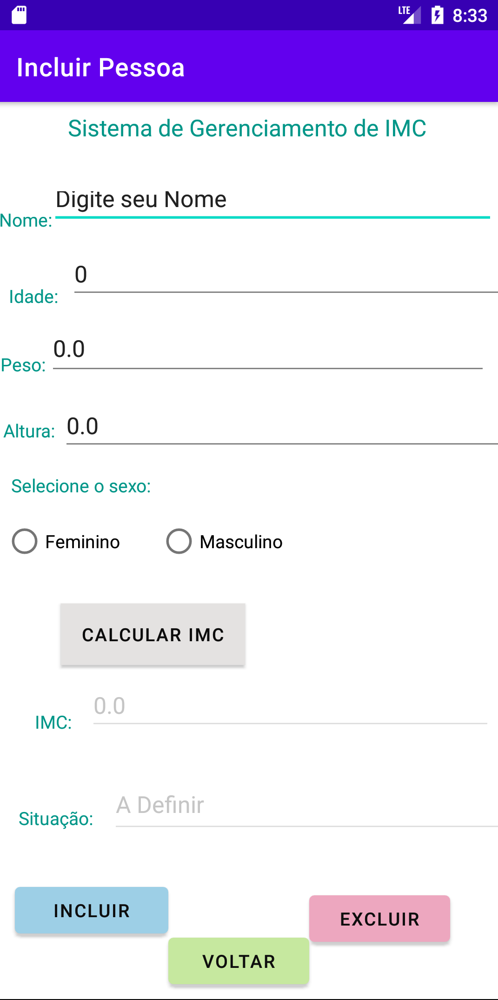 LTE 8:33
Incluir Pessoa
Sistema de Gerenciamento de IMC
Digite seu Nome
Nome:
0
Idade:
0.0
Peso:
0.0
Altura:
Selecione o sexo:
Feminino Masculino
CALCULAR IMC
0.0
IMC:
A Definir
Situação:
INCLUIR
EXCLUIR
VOLTAR